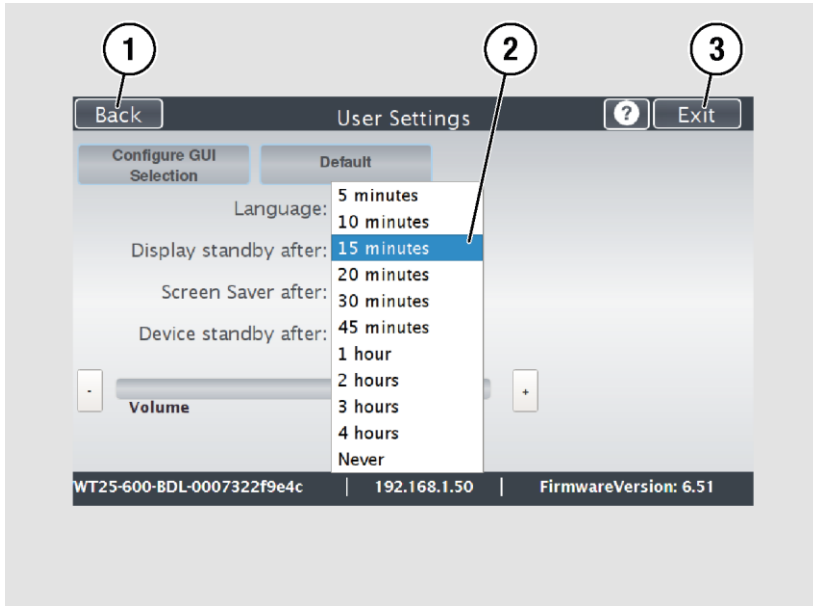 1
2
3
Back
User Settings
?
Exit
Configure GUI
Selection
Default
Language:
Display standby after:
Screen Saver after:
Device standby after:
5 minutes
10 minutes
15 minutes
20 minutes
30 minutes
45 minutes
1 hour
2 hours
3 hours
4 hours
Never
-
+
Volume
WT25-600-BDL-0007322f9e4c | 192.168.1.50 | FirmwareVersion: 6.51